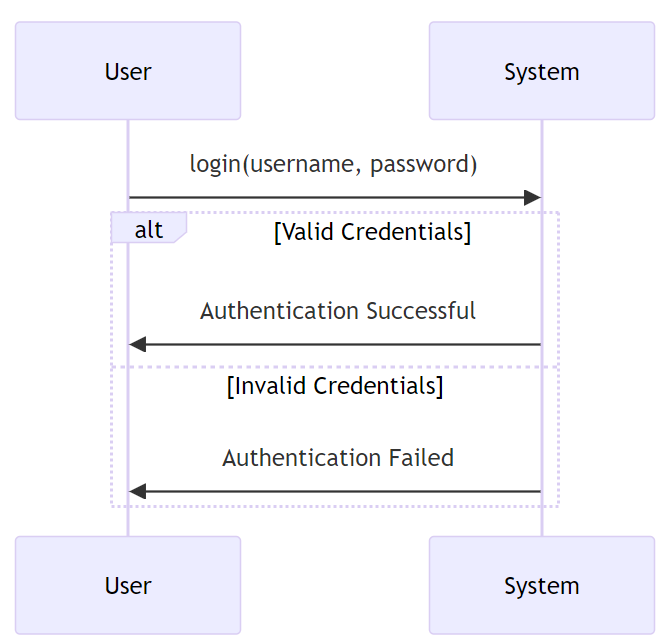 User
System
login(username, password)
alt
[Valid Credentials]
Authentication Successful
[Invalid Credentials]
Authentication Failed
User
System